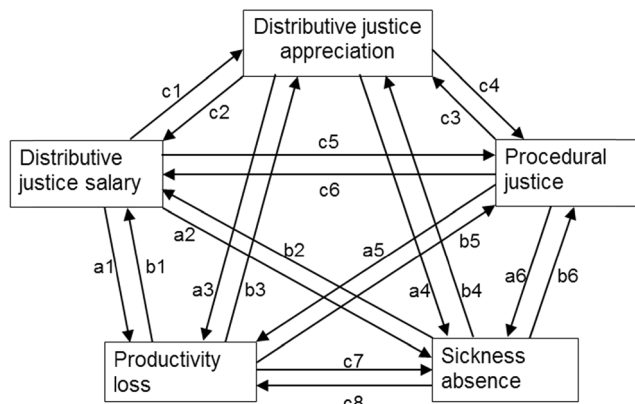 Distributive justice
appreciation
c1
c2
c4
c3
Distributive
justice salary
c5
c6
Procedural
justice
a2
b2
a5
b5
a1
b1
a3
b3
a4
b4
a6
b6
Productivity
loss
c7
c8
Sickness
absence